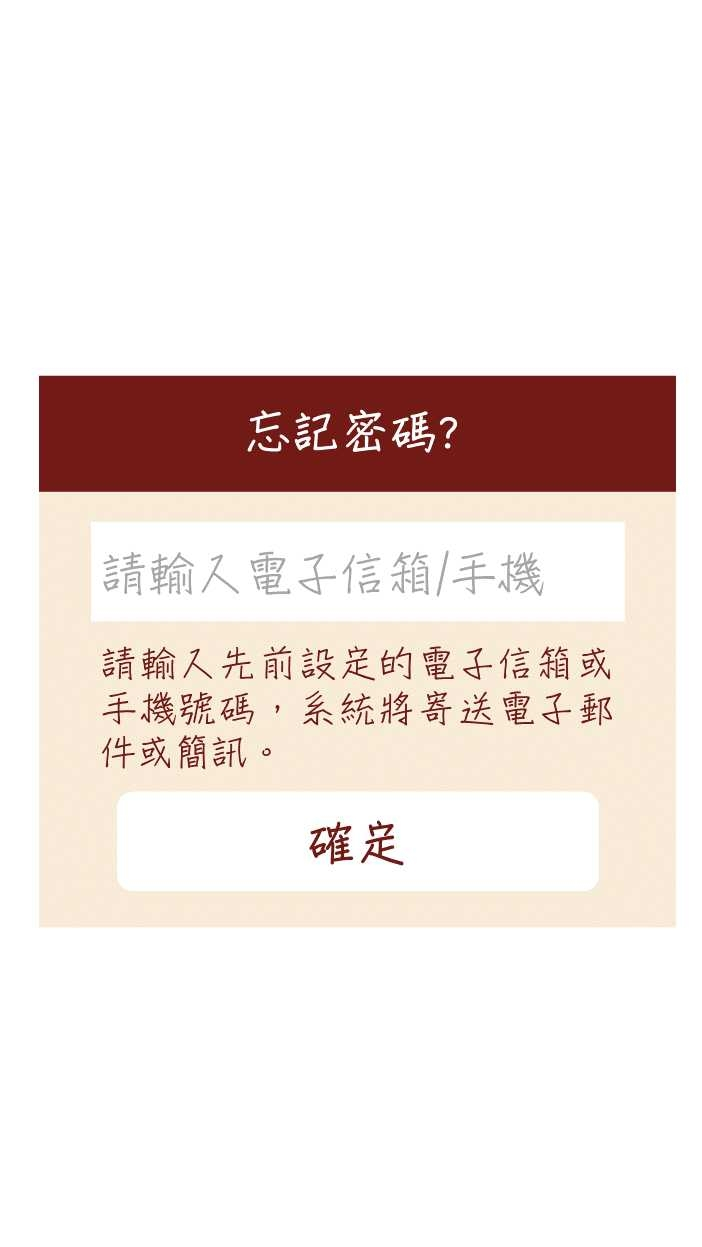 忘記密碼?
請輸入電子信箱/手機
請輸入先前設定的電子信箱或
手機號碼，系統將寄送電子郵
件或簡訊。
確定